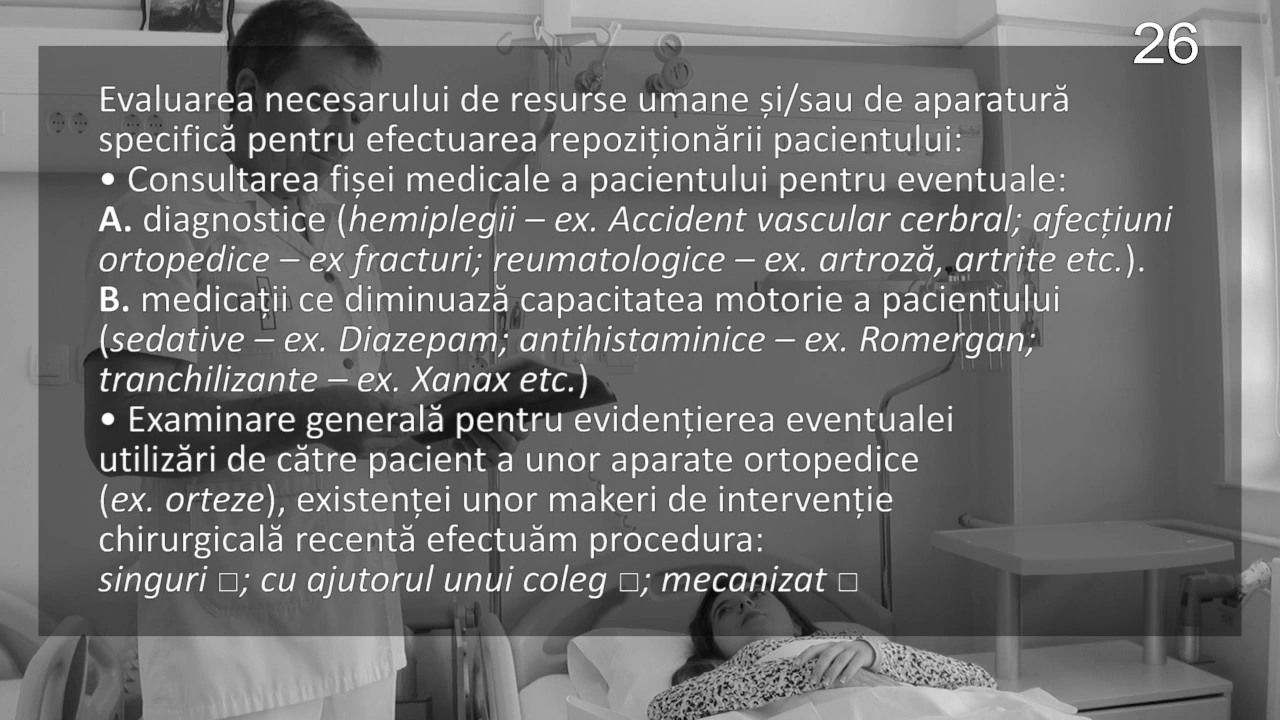 26
Evaluarea necesarului de resurse umane și/sau de aparatură
specifică pentru efectuarea repoziționării pacientului:
• Consultarea fișei medicale a pacientului pentru eventuale:
A. diagnostice (hemiplegii – ex. Accident vascular cerbral; afecțiuni
ortopedice – ex fracturi; reumatologice – ex. artroză, artrite etc.).
B. medicații ce diminuază capacitatea motorie a pacientului
(sedative – ex. Diazepam; antihistaminice – ex. Romergan;
tranchilizante – ex. Xanax etc.)
• Examinare generală pentru evidențierea eventualei
utilizări de către pacient a unor aparate ortopedice
(ex. orteze), existenței unor makeri de intervenție
chirurgicală recentă efectuăm procedura:
singuri □; cu ajutorul unui coleg □; mecanizat □